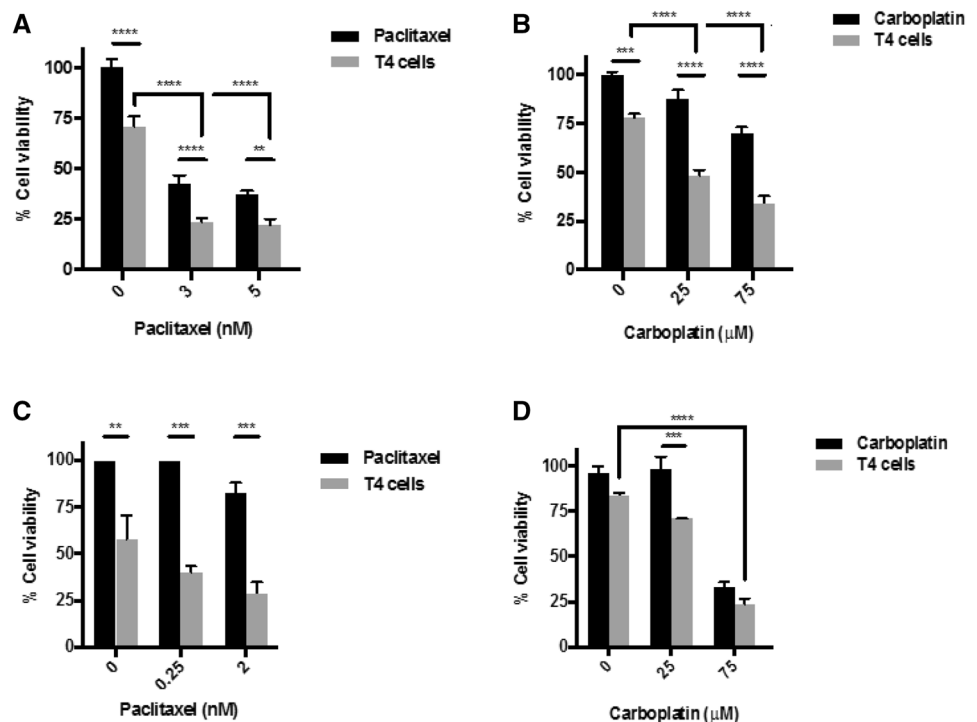 A
****
Paclitaxel
T4 cells
****
****
****
**
% Cell viability
100
75
50
25
0
0
3
5
Paclitaxel (nM)
B
****
****
Carboplatin
T4 cells
***
****
****
% Cell viability
100
75
50
25
0
0
25
75
Carboplatin (µM)
C
**
***
***
Paclitaxel
T4 cells
% Cell viability
100
75
50
25
0
0
0.25
2
Paclitaxel (nM)
D
****
***
Carboplatin
T4 cells
% Cell viability
100
75
50
25
0
0
25
75
Carboplatin (µM)